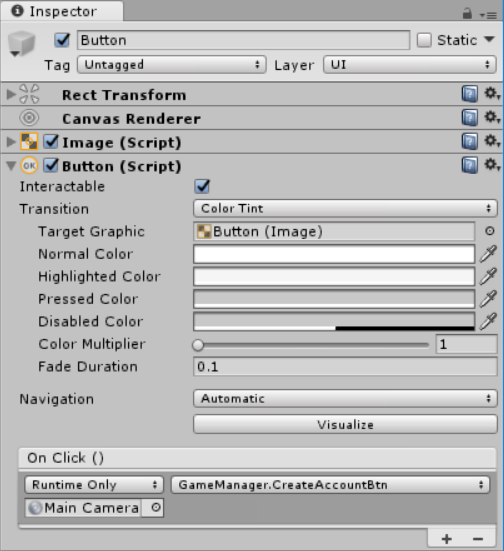 Inspector
Button
Static
Tag Untagged Layer UI
Rect Transform
Canvas Renderer
Image (Script)
OK Button (Script)
Interactable
Transition Color Tint
Target Graphic Button (Image)
Normal Color
Highlighted Color
Pressed Color
Disabled Color
Color Multiplier 1
Fade Duration 0.1
Navigation Automatic
Visualize
On Click ()
Runtime Only GameManager.CreateAccountBtn
Main Camera
+ −